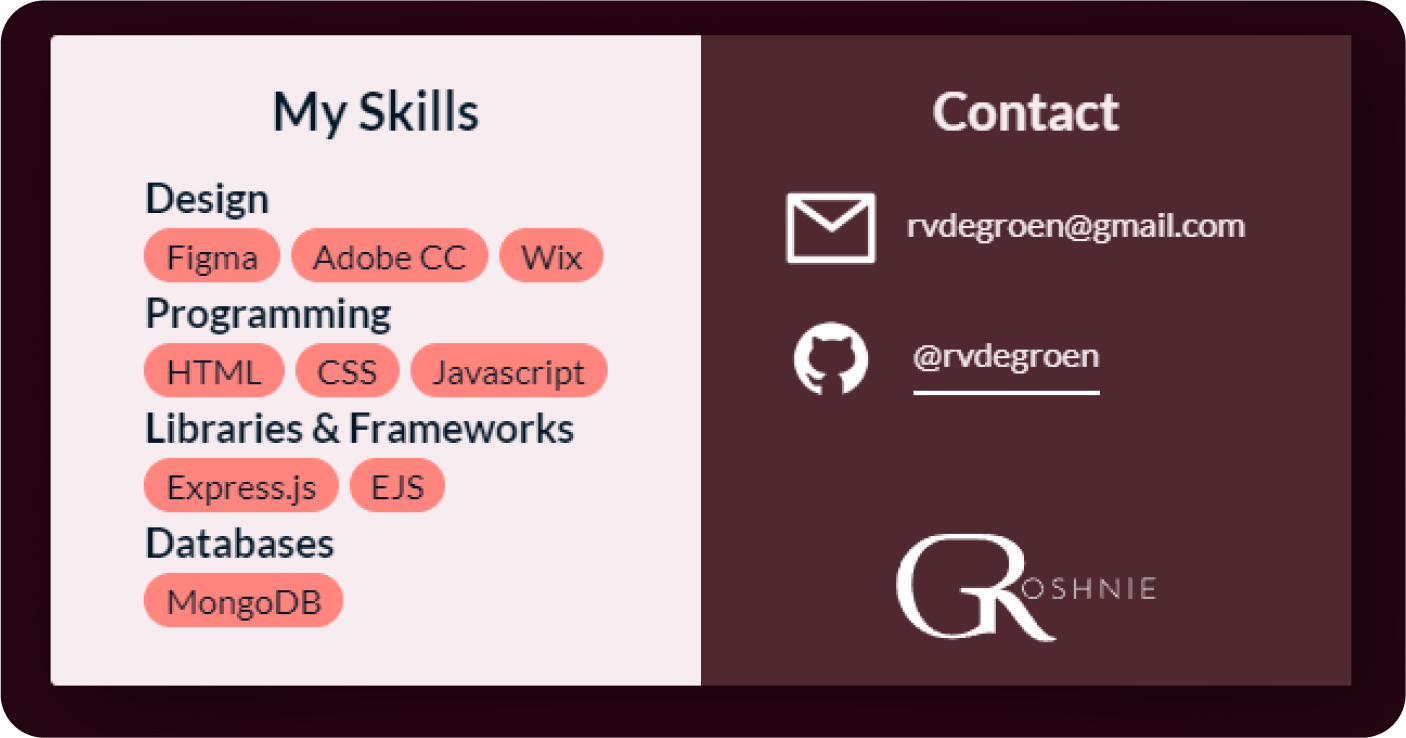 My Skills
Design
Figma Adobe CC Wix
Programming
HTML CSS Javascript
Libraries & Frameworks
Express.js EJS
Databases
MongoDB
Contact
rvdegroen@gmail.com
@rvdegroen
GROSHNIE